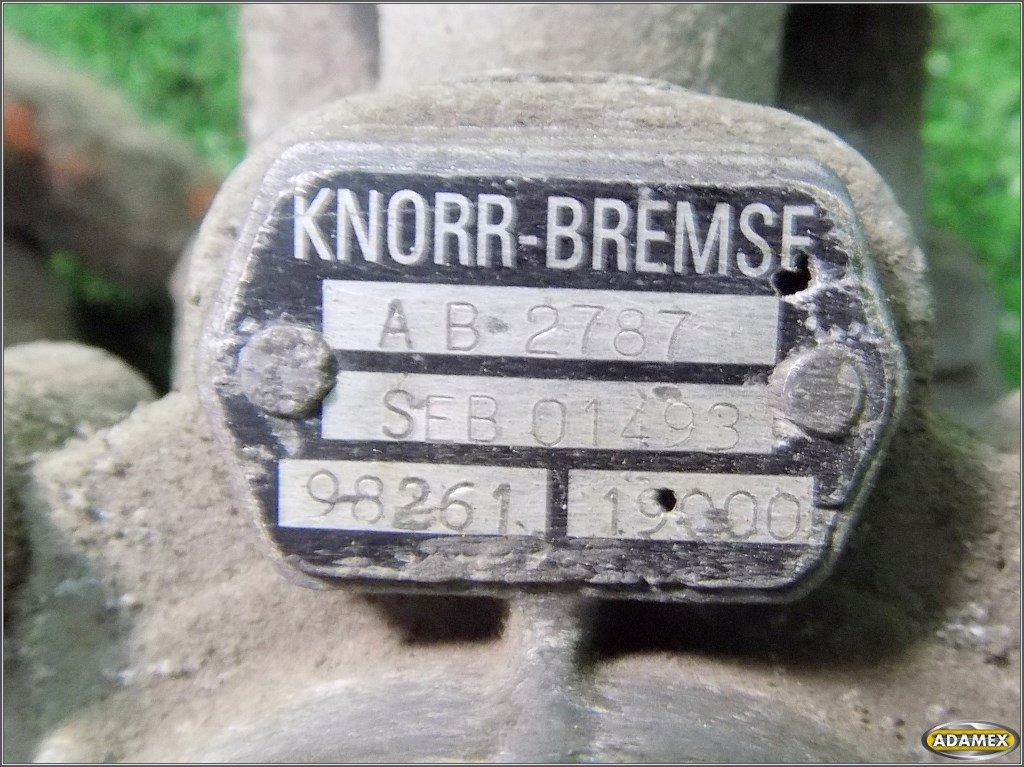 KNORR-BREMSE
AB 2787
SEB 01493
98261 19000
ADAMEX